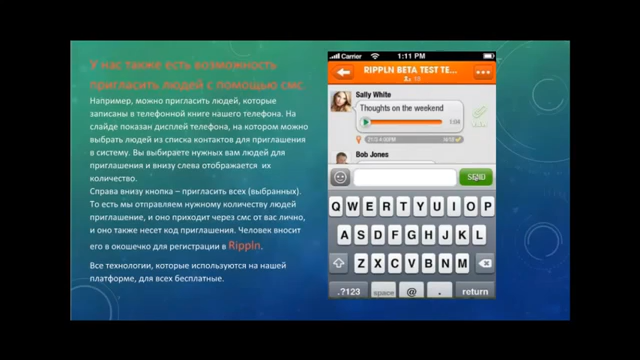 У нас также есть возможность
пригласить людей с помощью смс
Например, можно пригласить людей, которые
записаны в телефонной книге нашего телефона. На
слайде показан дисплей телефона, на котором можно
выбрать людей из списка контактов для приглашения
в систему. Вы выбираете нужных вам людей для
приглашения и внизу слева отображается их
количество.
Справа внизу кнопка – пригласить всех (выбранных).
То есть мы отправляем нужному количеству людей
приглашение, и оно приходит через смс от вас лично,
и оно также несет код приглашения. Человек вносит
его в окошечко для регистрации в Rippln.
Все технологии, которые используются на нашей
платформе, для всех бесплатные.
Carrier 1:11 PM
RIPPLN BETA TEST TE...
Sally White
Thoughts on the weekend
1:04
Bob Jones
SEND
Q W E R T Y U I O P
A S D F G H J K L
Z X C V B N M
.?123 space @ . return